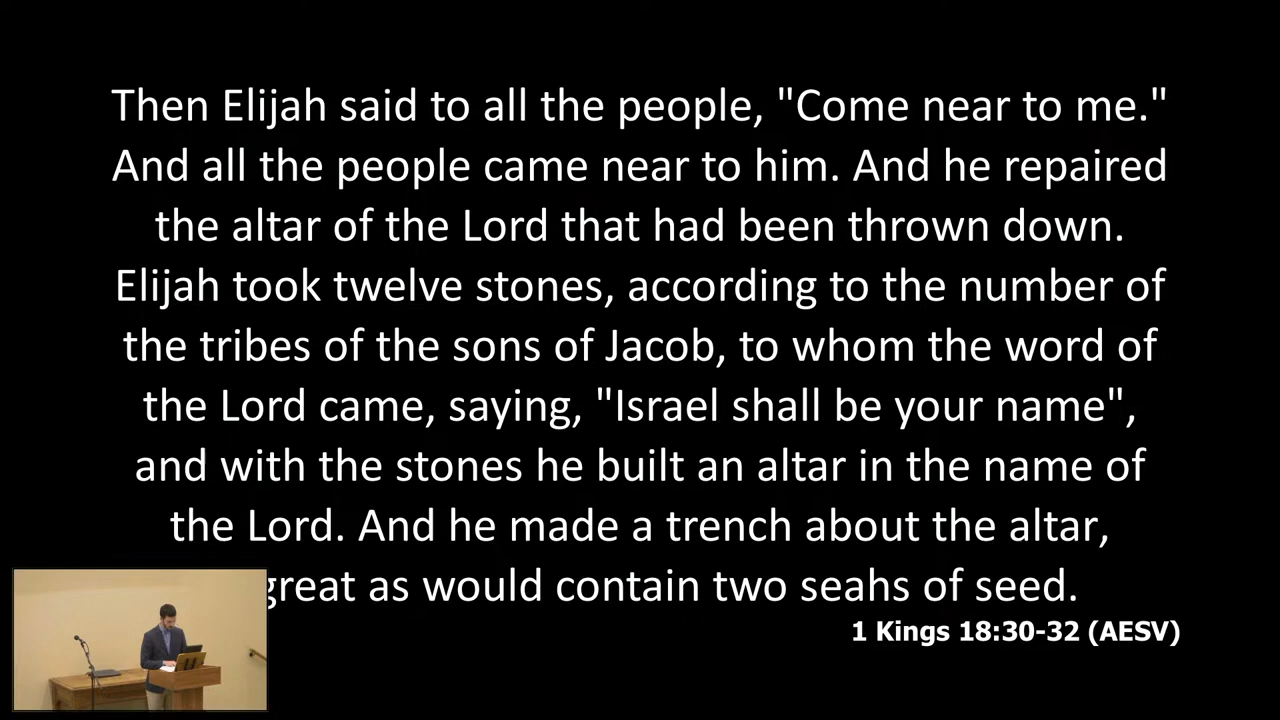 Then Elijah said to all the people, "Come near to me."
And all the people came near to him. And he repaired
the altar of the Lord that had been thrown down.
Elijah took twelve stones, according to the number of
the tribes of the sons of Jacob, to whom the word of
the Lord came, saying, "Israel shall be your name",
and with the stones he built an altar in the name of
the Lord. And he made a trench about the altar,
great as would contain two seahs of seed.
1 Kings 18:30-32 (AESV)